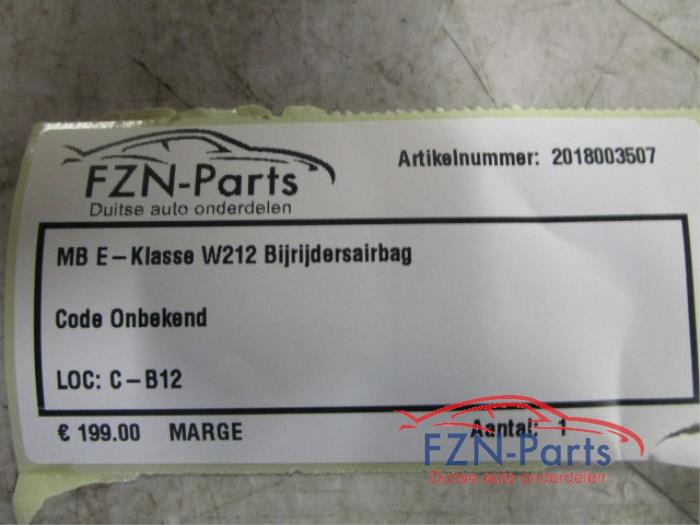 FZN-Parts
Duitse auto onderdelen
Artikelnummer: 2018003507
MB E-Klasse W212 Bijrijdersairbag
Code Onbekend
LOC: C-B12
€ 199.00 MARGE Aantal: 1
FZN-Parts
Duitse auto onderdelen